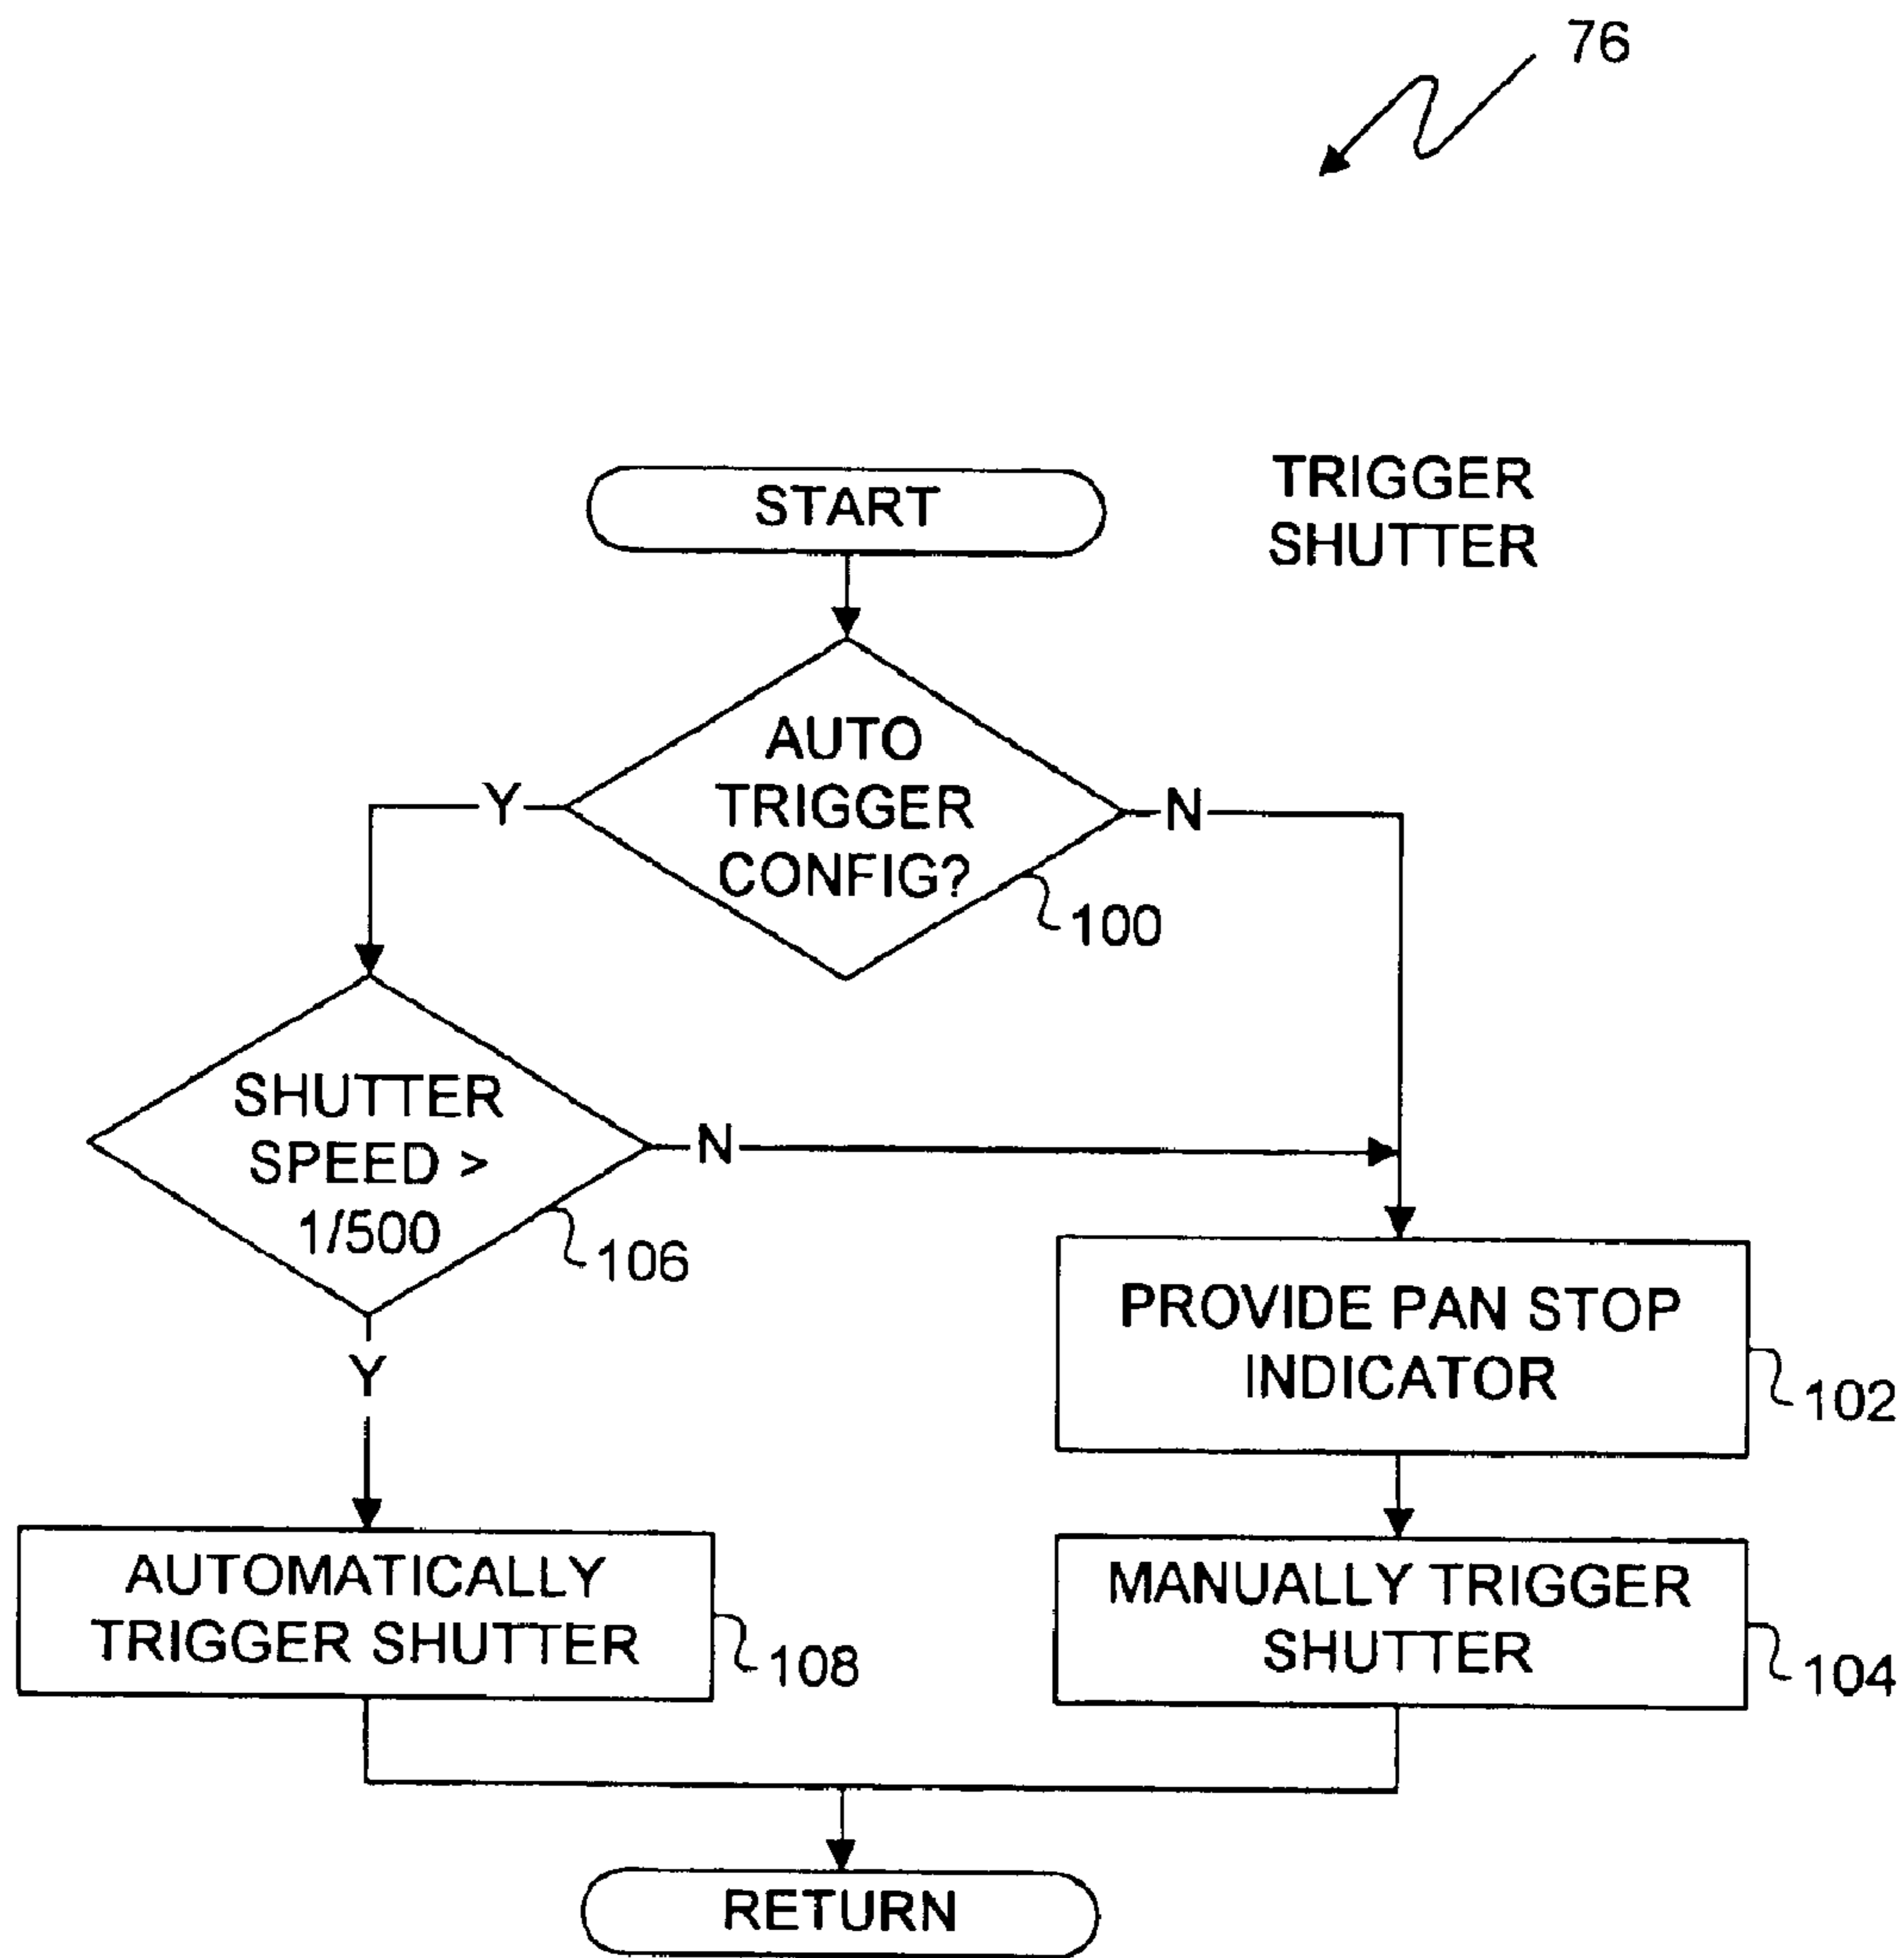 76
START
TRIGGER
SHUTTER
AUTO
TRIGGER
CONFIG?
Y
N
100
SHUTTER
SPEED >
1/500
N
106
Y
PROVIDE PAN STOP
INDICATOR
102
AUTOMATICALLY
TRIGGER SHUTTER
108
MANUALLY TRIGGER
SHUTTER
104
RETURN